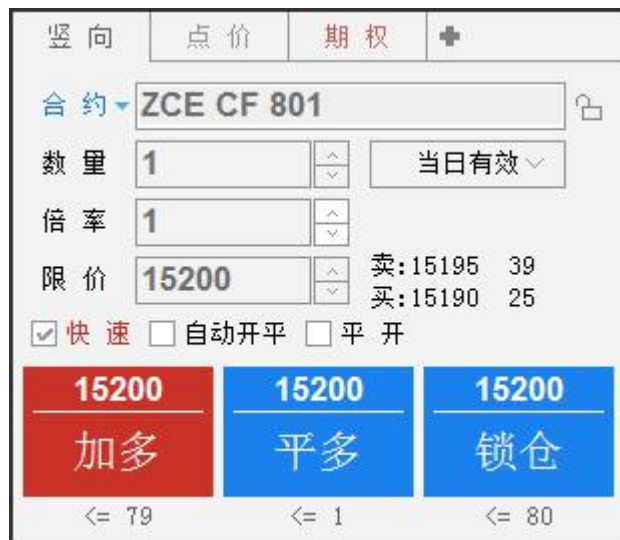 竖向 点价 期权
合约 ZCE CF 801
数量 1 当日有效
倍率 1
限价 15200 卖:15195 39
买:15190 25
快速 自动开平 平开
15200 15200 15200
加多 平多 锁仓
<= 79 <= 1 <= 80